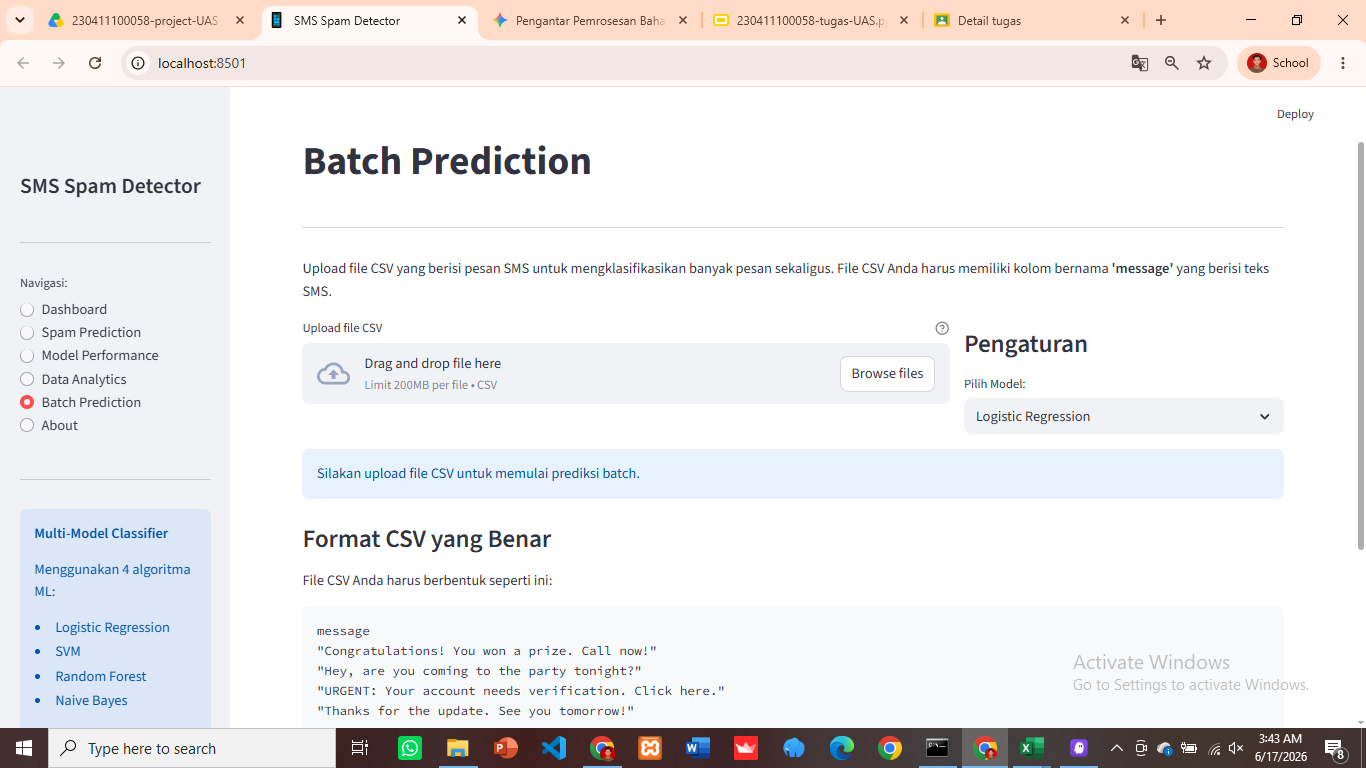 230411100058-project-UAS
SMS Spam Detector
Pengantar Pemrosesan Baha
230411100058-tugas-UAS.p
Detail tugas
localhost:8501
School
Deploy
SMS Spam Detector
Navigasi:
Dashboard
Spam Prediction
Model Performance
Data Analytics
Batch Prediction
About
Multi-Model Classifier
Menggunakan 4 algoritma
ML:
• Logistic Regression
• SVM
• Random Forest
• Naive Bayes
Batch Prediction
Upload file CSV yang berisi pesan SMS untuk mengklasifikasikan banyak pesan sekaligus. File CSV Anda harus memiliki kolom bernama 'message' yang berisi teks
SMS.
Upload file CSV
Drag and drop file here
Limit 200MB per file • CSV
Browse files
Pengaturan
Pilih Model:
Logistic Regression
Silakan upload file CSV untuk memulai prediksi batch.
Format CSV yang Benar
File CSV Anda harus berbentuk seperti ini:
message
"Congratulations! You won a prize. Call now!"
"Hey, are you coming to the party tonight?"
"URGENT: Your account needs verification. Click here."
"Thanks for the update. See you tomorrow!"
Activate Windows
Go to Settings to activate Windows.
Type here to search
3:43 AM
6/17/2026
8